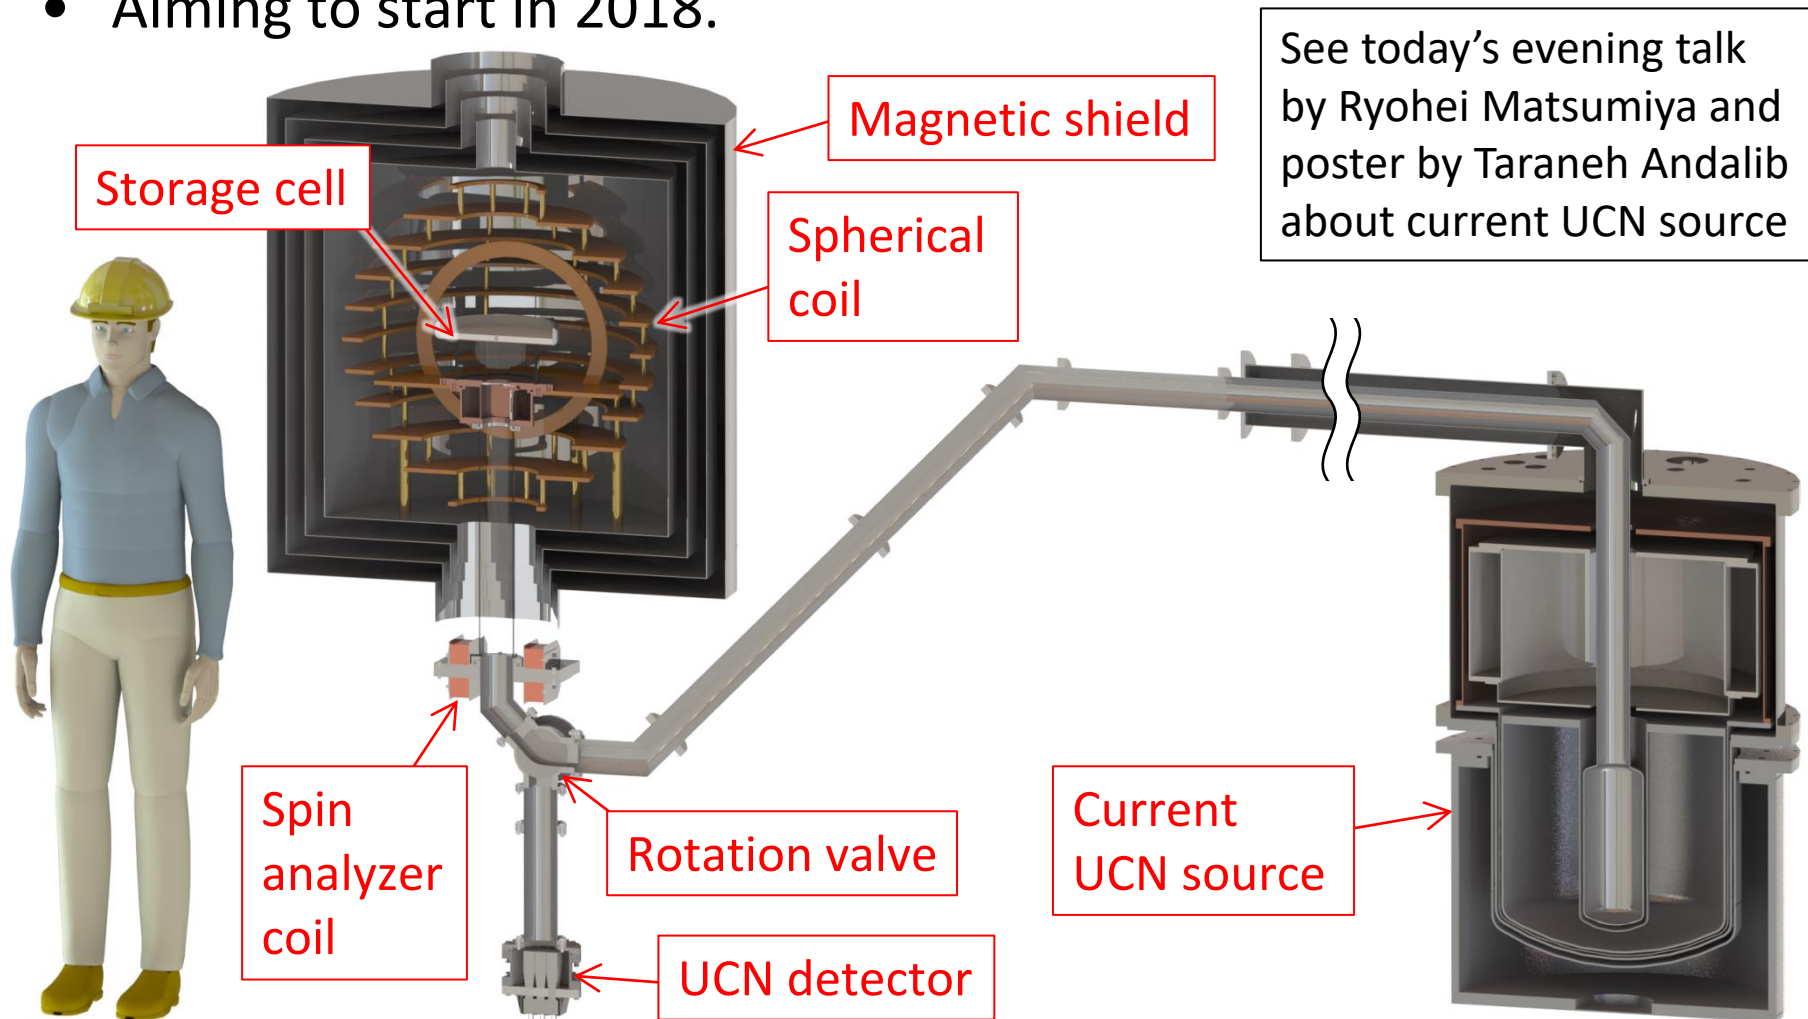 • Aiming to start in 2018.
See today's evening talk
by Ryohei Matsumiya and
poster by Taraneh Andalib
about current UCN source
Magnetic shield
Storage cell
Spherical
coil
Spin
analyzer
coil
Rotation valve
Current
UCN source
UCN detector